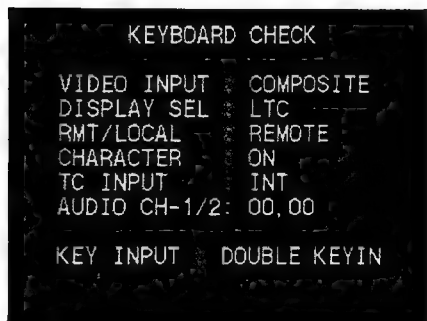 KEYBOARD CHECK
VIDEO INPUT : COMPOSITE
DISPLAY SEL : LTC
RMT/LOCAL : REMOTE
CHARACTER : ON
TC INPUT : INT
AUDIO CH-1/2: 00,00
KEY INPUT : DOUBLE KEYIN